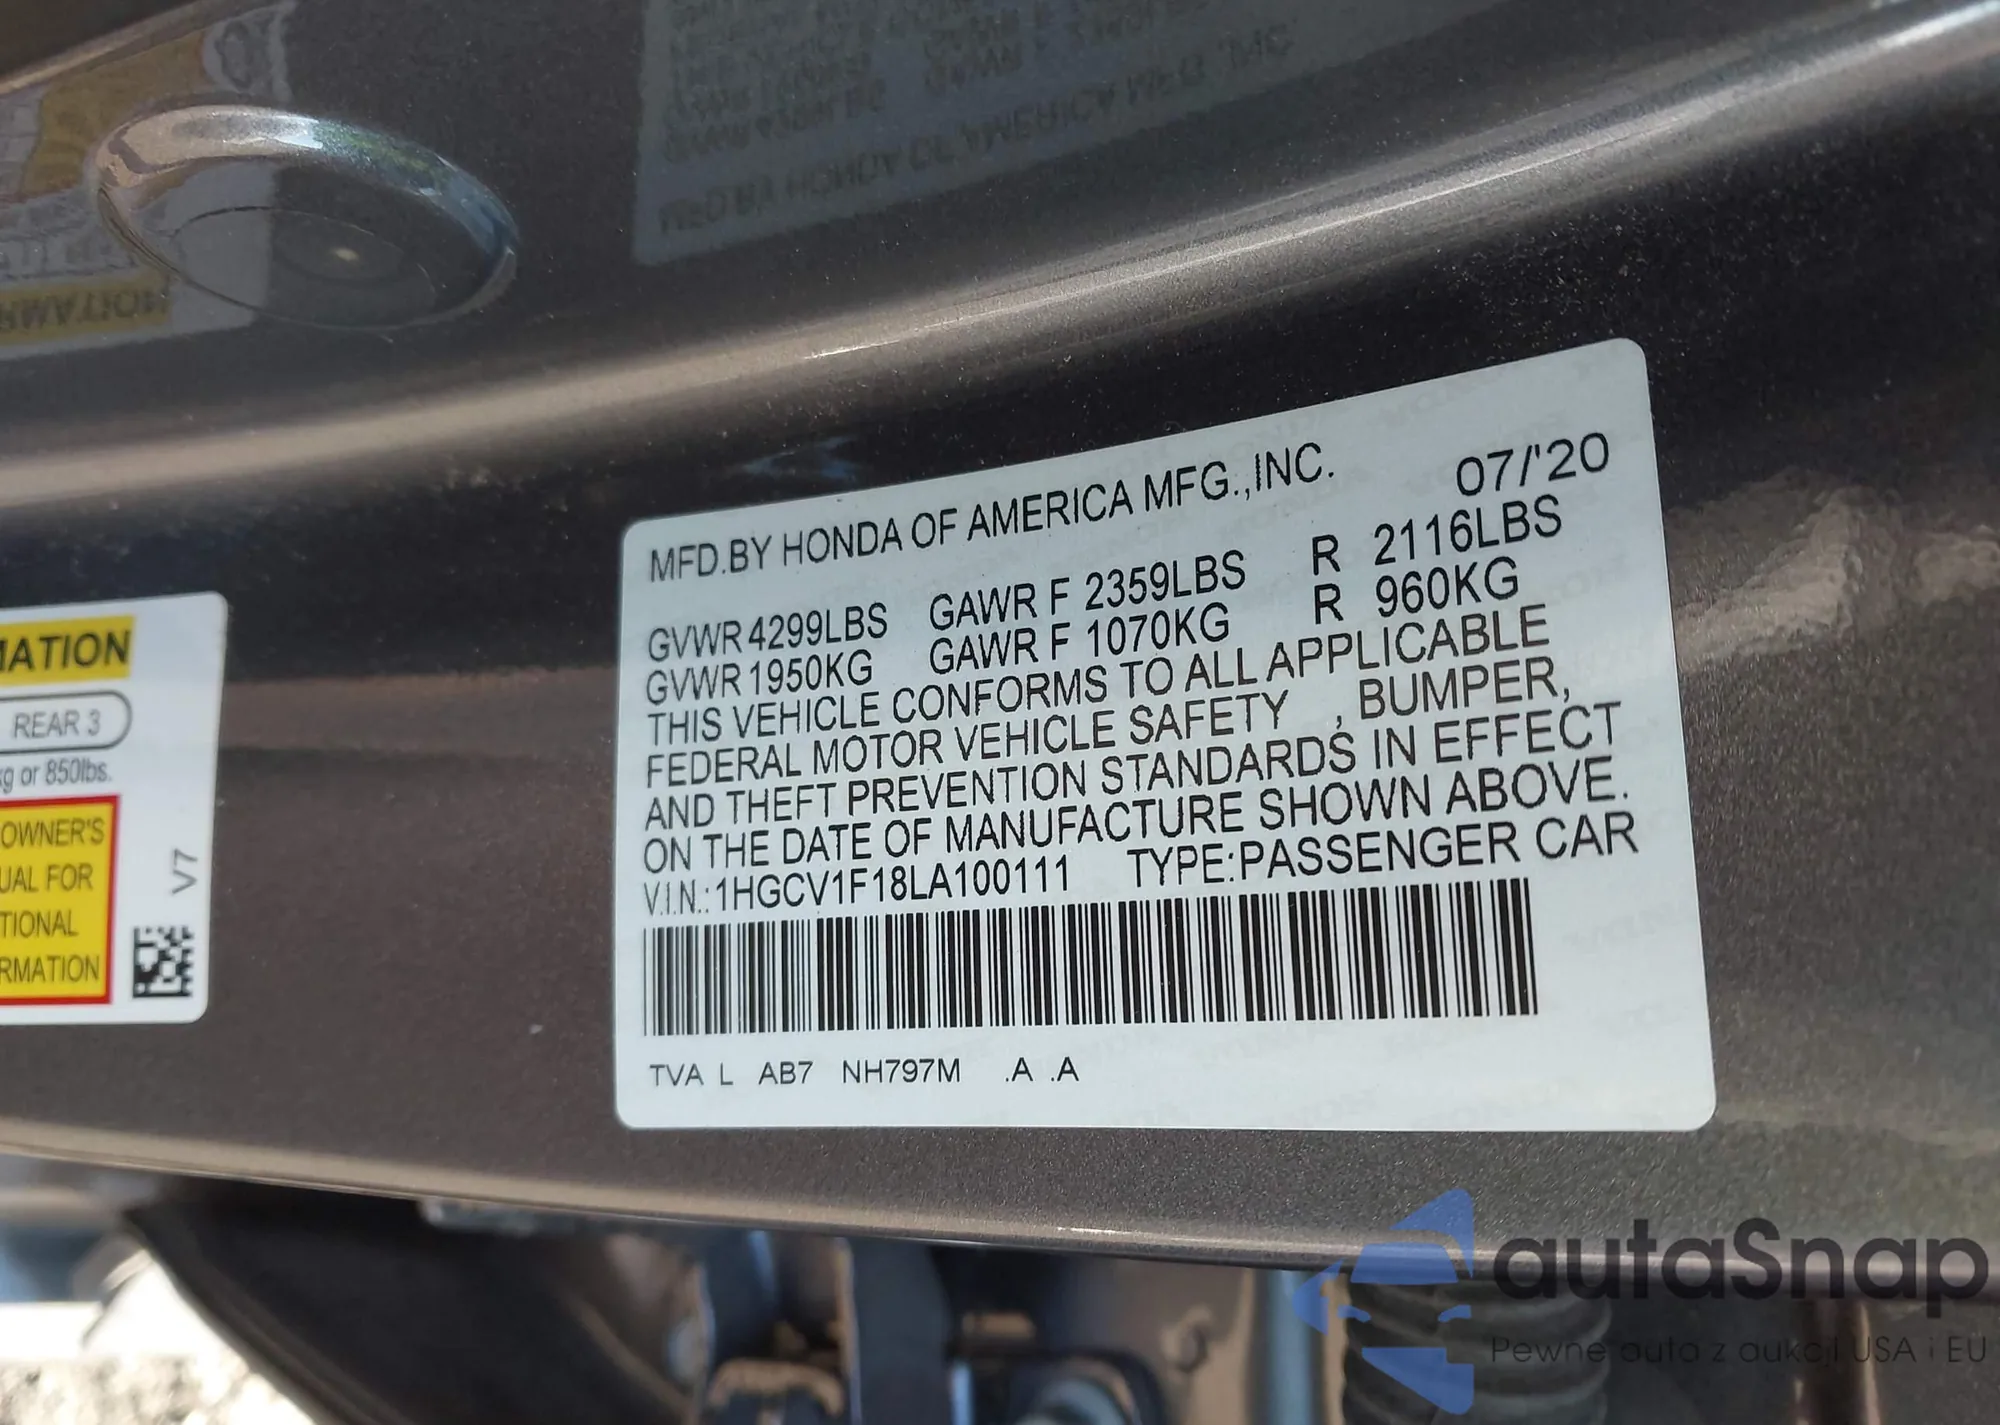 MFD.BY HONDA OF AMERICA MFG.,INC. 07/'20
GVWR 4299LBS GAWR F 2359LBS R 2116LBS
GVWR 1950KG GAWR F 1070KG R 960KG
THIS VEHICLE CONFORMS TO ALL APPLICABLE
FEDERAL MOTOR VEHICLE SAFETY , BUMPER,
AND THEFT PREVENTION STANDARDS IN EFFECT
ON THE DATE OF MANUFACTURE SHOWN ABOVE.
V.I.N.: 1HGCV1F18LA100111 TYPE:PASSENGER CAR
TVA L AB7 NH797M .A .A
MATION
REAR 3
kg or 850lbs.
OWNER'S
UAL FOR
TIONAL
RMATION
V7
autaSnap
Pewne auta z aukcji USA i EU